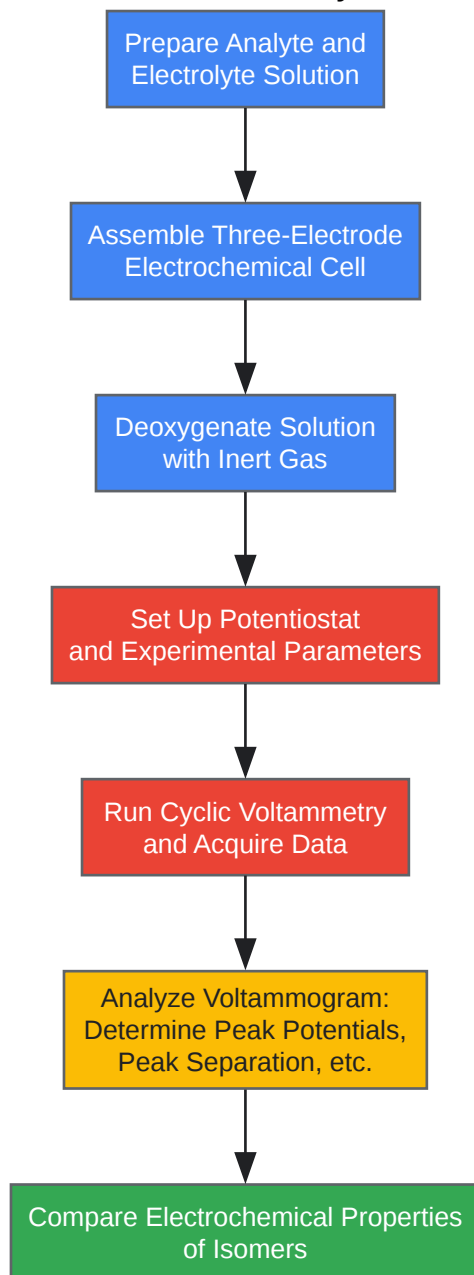 Prepare Analyte and
Electrolyte Solution
Assemble Three-Electrode
Electrochemical Cell
Deoxygenate Solution
with Inert Gas
Set Up Potentiostat
and Experimental Parameters
Run Cyclic Voltammetry
and Acquire Data
Analyze Voltammogram:
Determine Peak Potentials,
Peak Separation, etc.
Compare Electrochemical Properties
of Isomers